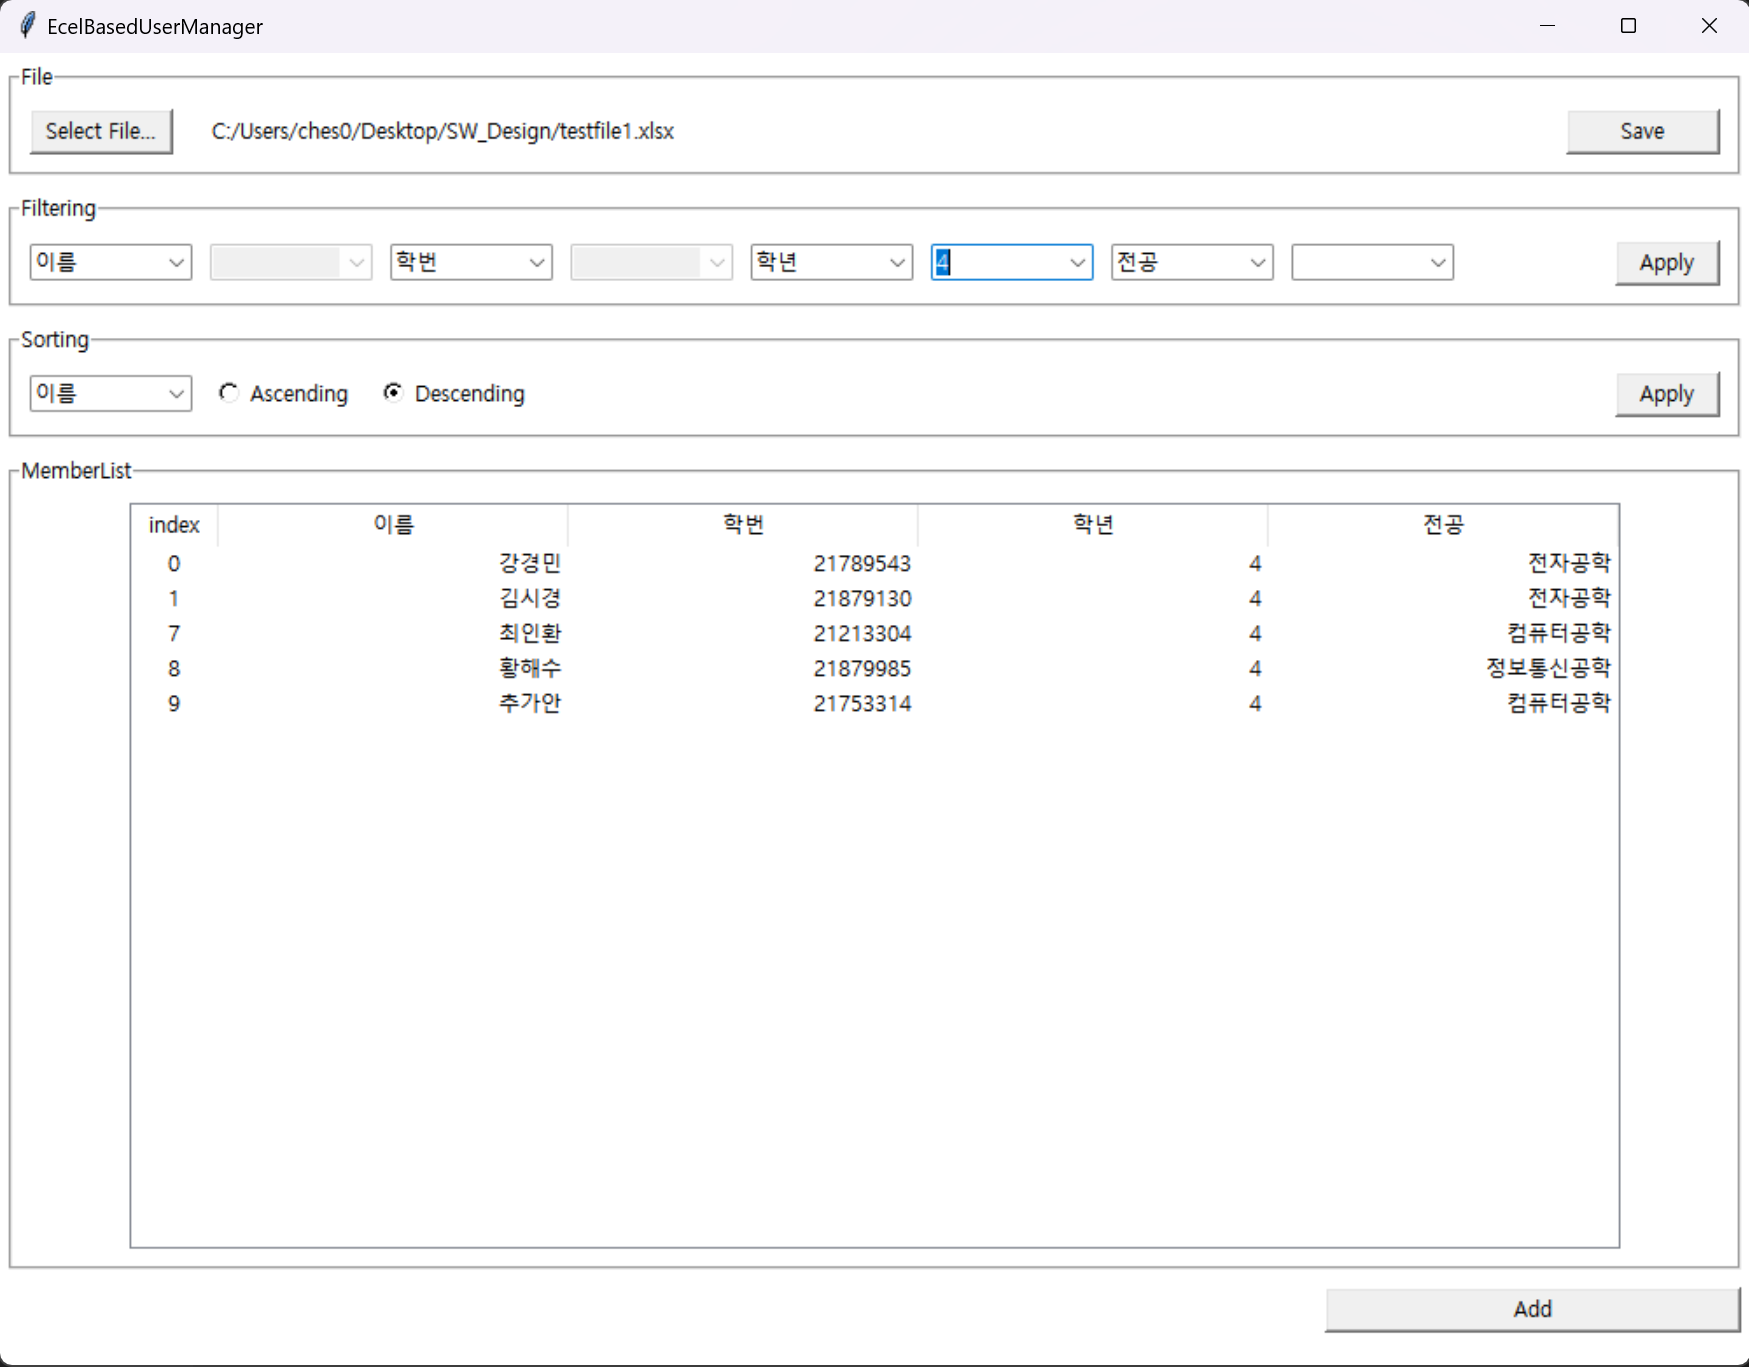 EcelBasedUserManager
File
Select File... C:/Users/ches0/Desktop/SW_Design/testfile1.xlsx Save
Filtering
이름 학번 학년 4 전공 Apply
Sorting
이름 Ascending Descending Apply
MemberList
index 이름 학번 학년 전공
0 강경민 21789543 4 전자공학
1 김시경 21879130 4 전자공학
7 최인환 21213304 4 컴퓨터공학
8 황해수 21879985 4 정보통신공학
9 추가안 21753314 4 컴퓨터공학
Add